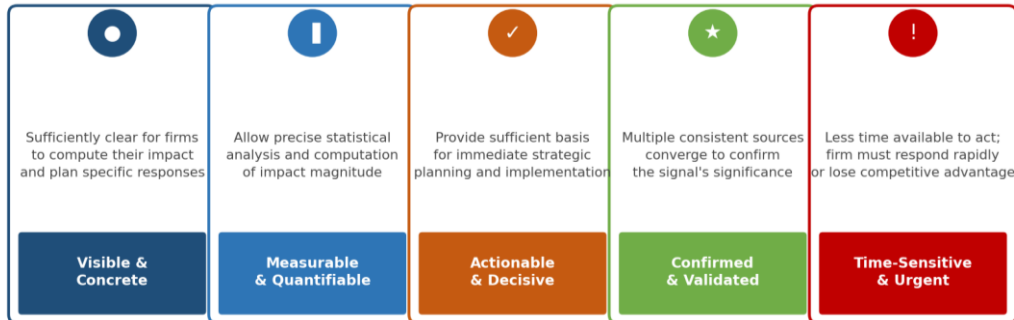 ●
▐
✓
★
!
Sufficiently clear for firms
to compute their impact
and plan specific responses
Allow precise statistical
analysis and computation
of impact magnitude
Provide sufficient basis
for immediate strategic
planning and implementation
Multiple consistent sources
converge to confirm
the signal's significance
Less time available to act;
firm must respond rapidly
or lose competitive advantage
Visible &
Concrete
Measurable
& Quantifiable
Actionable
& Decisive
Confirmed
& Validated
Time-Sensitive
& Urgent